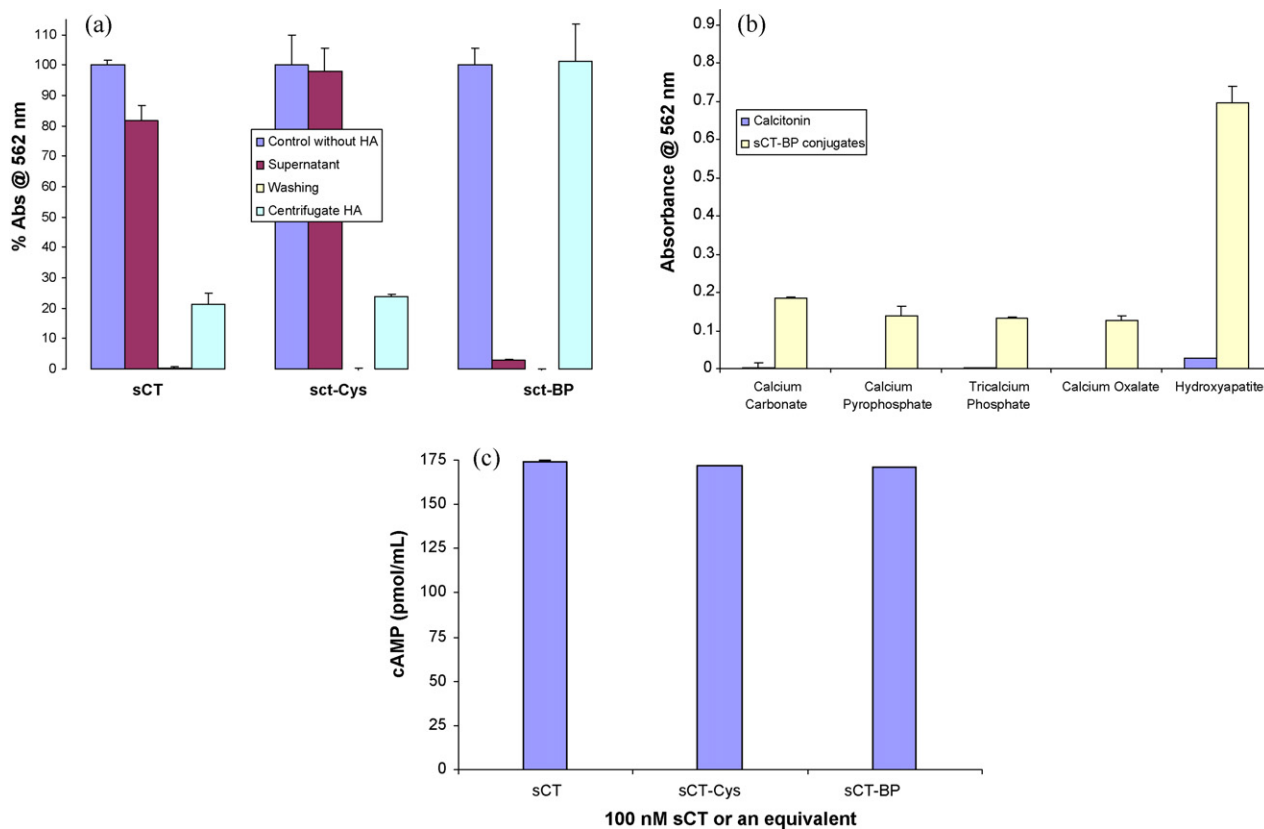 (a)
% Abs @ 562 nm
110
100
90
80
70
60
50
40
30
20
10
0
Control without HA
Supernatant
Washing
Centrifugate HA
sCT
sct-Cys
sct-BP
(b)
Absorbance @ 562 nm
0.9
0.8
0.7
0.6
0.5
0.4
0.3
0.2
0.1
0
Calcitonin
sCT-BP conjugates
Calcium Carbonate
Calcium Pyrophosphate
Tricalcium Phosphate
Calcium Oxalate
Hydroxyapatite
(c)
cAMP (pmol/mL)
175
150
125
100
75
50
25
0
sCT
sCT-Cys
sCT-BP
100 nM sCT or an equivalent